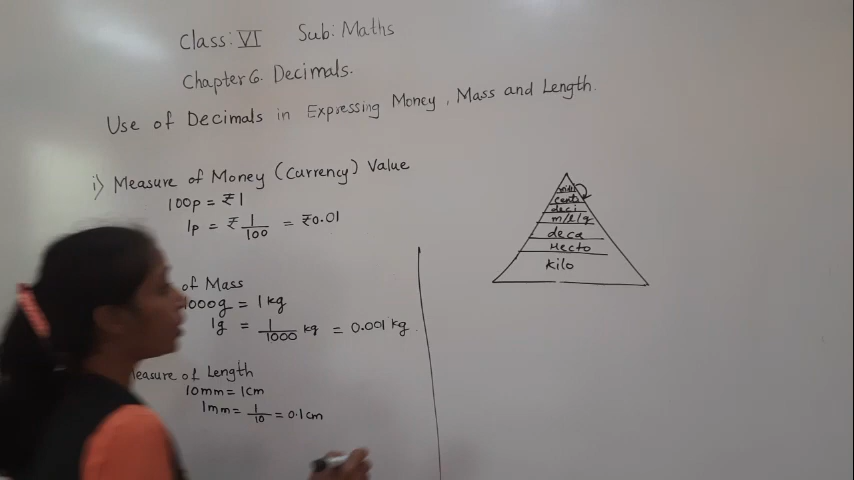 Class: VI Sub: Maths
Chapter 6. Decimals.
Use of Decimals in Expressing Money, Mass and Length.
i) Measure of Money (Currency) Value
100p = ₹1
1p = ₹ 1/100 = ₹0.01
of Mass
1000g = 1kg
1g = 1/1000 kg = 0.001 kg.
Measure of Length
10mm = 1cm
1mm = 1/10 = 0.1cm
milli
centi
deci
m/l/g
deca
Hecto
kilo